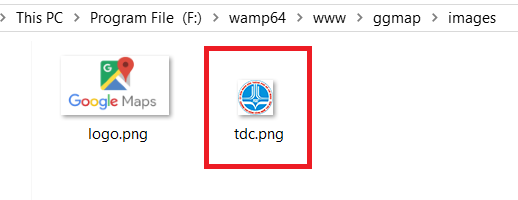 This PC > Program File (F:) > wamp64 > www > ggmap > images
G
Google Maps
logo.png
tdc.png